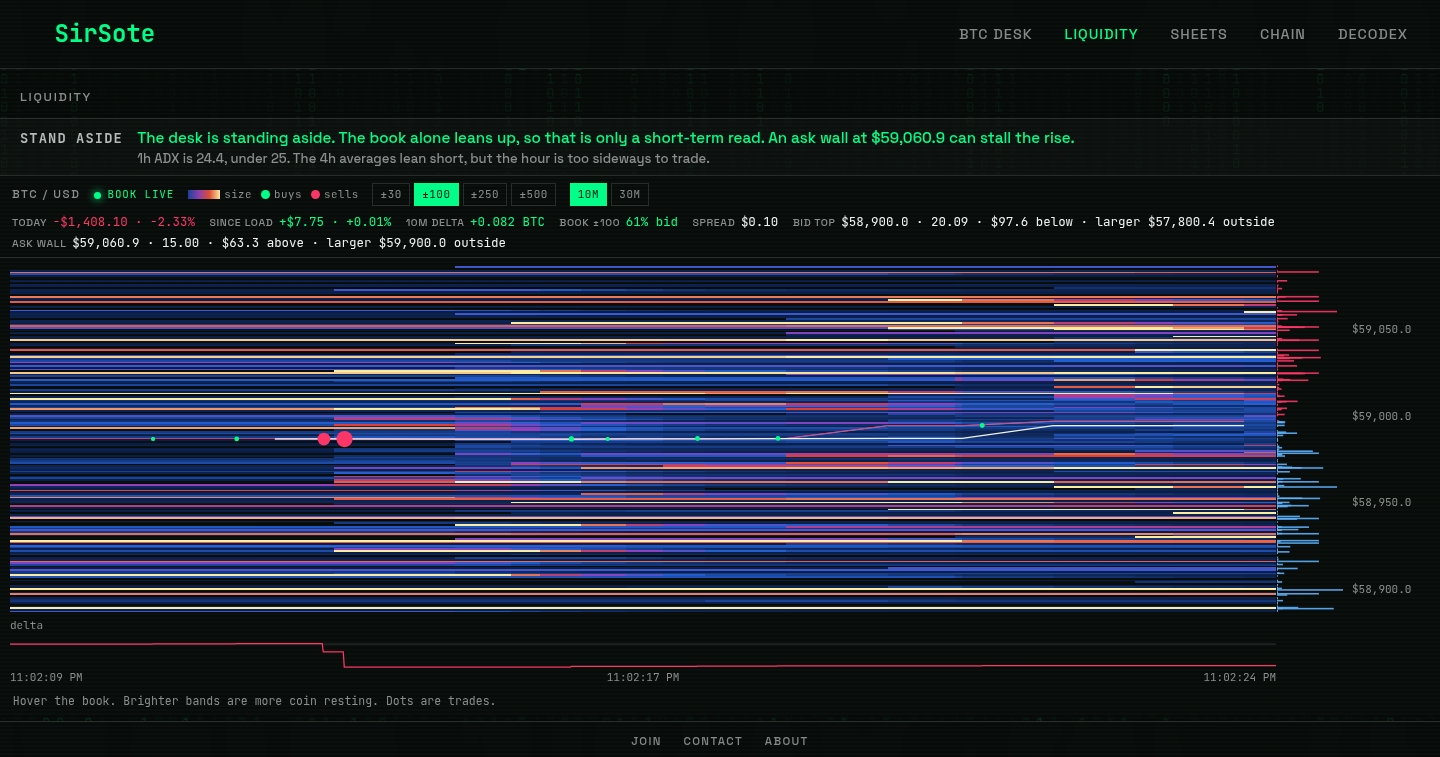 SirSote
BTC DESK LIQUIDITY SHEETS CHAIN DECODEX
LIQUIDITY
STAND ASIDE The desk is standing aside. The book alone leans up, so that is only a short-term read. An ask wall at $59,060.9 can stall the rise.
1h ADX is 24.4, under 25. The 4h averages lean short, but the hour is too sideways to trade.
BTC / USD BOOK LIVE size buys sells ±30 ±100 ±250 ±500 10M 30M
TODAY -$1,408.10 · -2.33% SINCE LOAD +$7.75 · +0.01% 10M DELTA +0.082 BTC BOOK ±100 61% bid SPREAD $0.10 BID TOP $58,900.0 · 20.09 · $97.6 below · larger $57,800.4 outside
ASK WALL $59,060.9 · 15.00 · $63.3 above · larger $59,900.0 outside
$59,050.0
$59,000.0
$58,950.0
$58,900.0
delta
11:02:09 PM 11:02:17 PM 11:02:24 PM
Hover the book. Brighter bands are more coin resting. Dots are trades.
JOIN CONTACT ABOUT